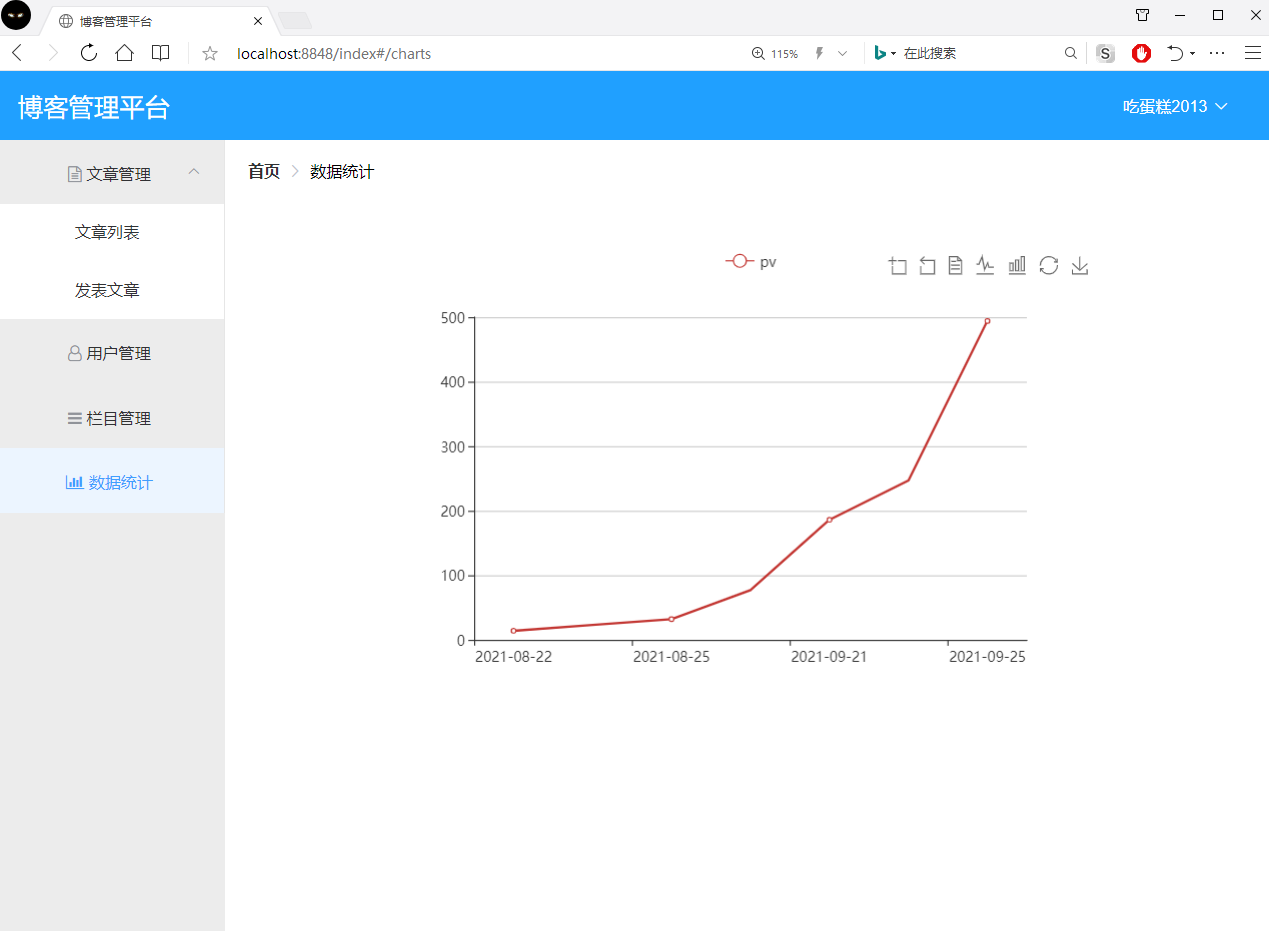 博客管理平台
localhost:8848/index#/charts
115%
在此搜索
S
博客管理平台
吃蛋糕2013
文章管理
文章列表
发表文章
用户管理
栏目管理
数据统计
首页 数据统计
pv
500
400
300
200
100
0
2021-08-22 2021-08-25 2021-09-21 2021-09-25